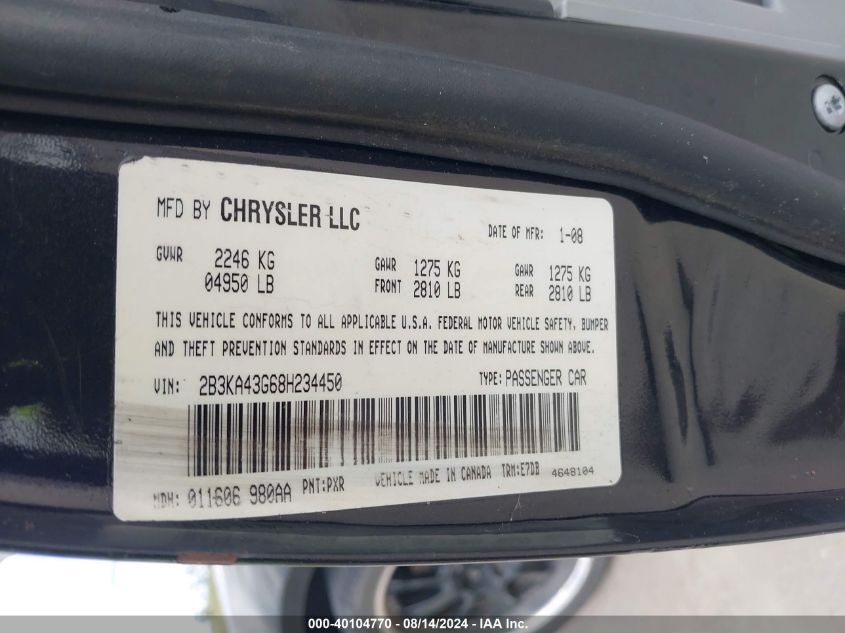 MFD BY CHRYSLER LLC
DATE OF MFR: 1-08
GVWR 2246 KG
04950 LB
GAWR 1275 KG
FRONT 2810 LB
GAWR 1275 KG
REAR 2810 LB
THIS VEHICLE CONFORMS TO ALL APPLICABLE U.S.A. FEDERAL MOTOR VEHICLE SAFETY, BUMPER
AND THEFT PREVENTION STANDARDS IN EFFECT ON THE DATE OF MANUFACTURE SHOWN ABOVE.
VIN: 2B3KA43G68H234450
TYPE: PASSENGER CAR
MDH: 011606 980AA PNT:PXR VEHICLE MADE IN CANADA TRM:E7DB 4648104
000-40104770 - 08/14/2024 - IAA Inc.